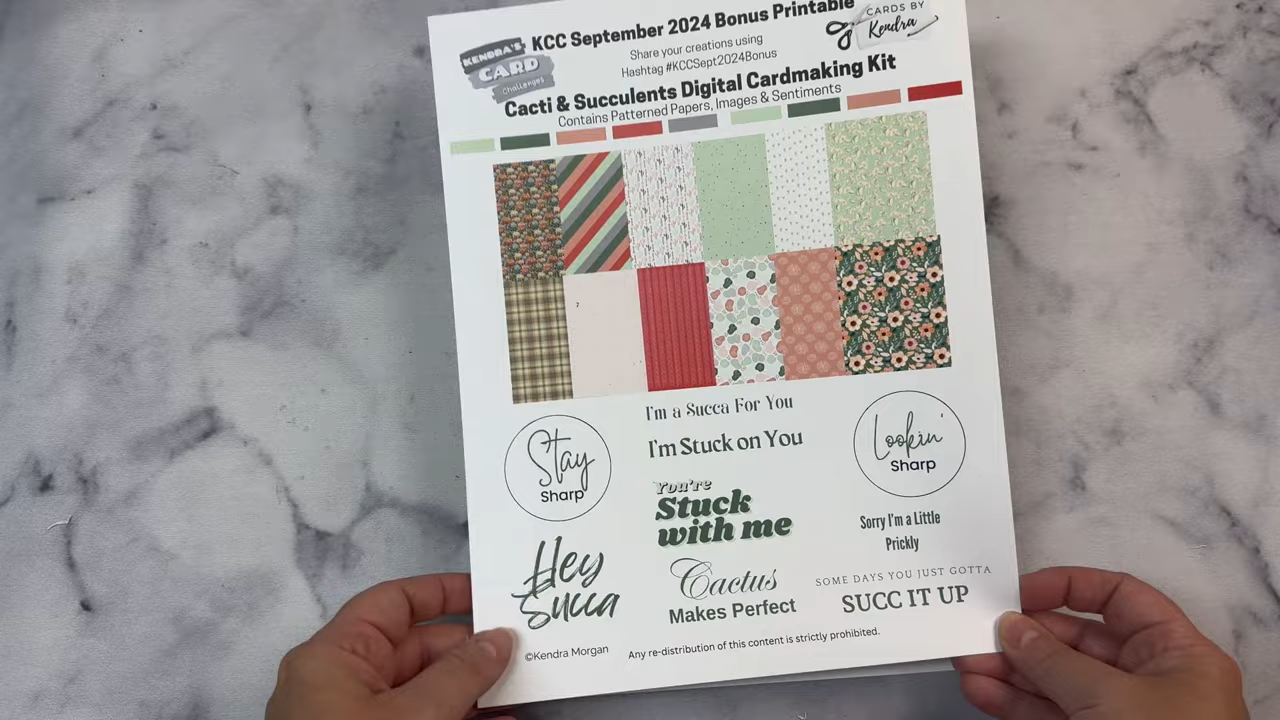 KCC September 2024 Bonus Printable
KENDRA'S
CARD
Challenges
Share your creations using
Hashtag #KCCSept2024Bonus
CARDS BY
Kendra
Cacti & Succulents Digital Cardmaking Kit
Contains Patterned Papers, Images & Sentiments
I'm a Succa For You
I'm Stuck on You
Stay
Sharp
Lookin'
Sharp
You're
Stuck
with me
Sorry I'm a Little
Prickly
Hey
Succa
Cactus
Makes Perfect
SOME DAYS YOU JUST GOTTA
SUCC IT UP
©Kendra Morgan
Any re-distribution of this content is strictly prohibited.